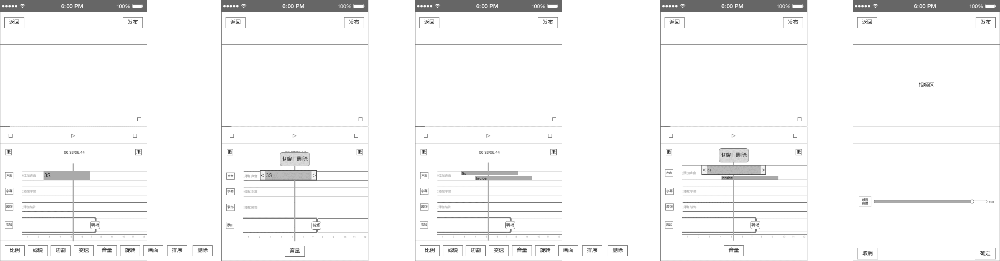 6:00 PM 100%
返回 发布
00:33/05:44
撤 撤
声音 添加声音 3S
字幕 添加字幕
装饰 添加装饰
添加 转场
1 2 3 4 5 6 7 8 9 10 11 12
比例 滤镜 切割 变速 音量 旋转 画面 排序 删除
6:00 PM 100%
返回 发布
00:33/05:44
撤 切割 删除 撤
声音 添加声音 < 3S >
字幕 添加字幕
装饰 添加装饰
添加 转场
1 2 3 4 5 6 7 8 9 10 11 12
音量
6:00 PM 100%
返回 发布
00:33/05:44
撤 撤
5s
声音 添加声音
brulce
字幕 添加字幕
装饰 添加装饰
添加 转场
1 2 3 4 5 6 7 8 9 10 11 12
比例 滤镜 切割 变速 音量 旋转 画面 排序 删除
6:00 PM 100%
返回 发布
撤 切割 删除 撤
< 5s >
声音 添加声音
brulce
字幕 添加字幕
装饰 添加装饰
添加 转场
1 2 3 4 5 6 7 8 9 10 11 12
音量
6:00 PM 100%
返回 发布
视频区
录音
音量 100
取消 确定